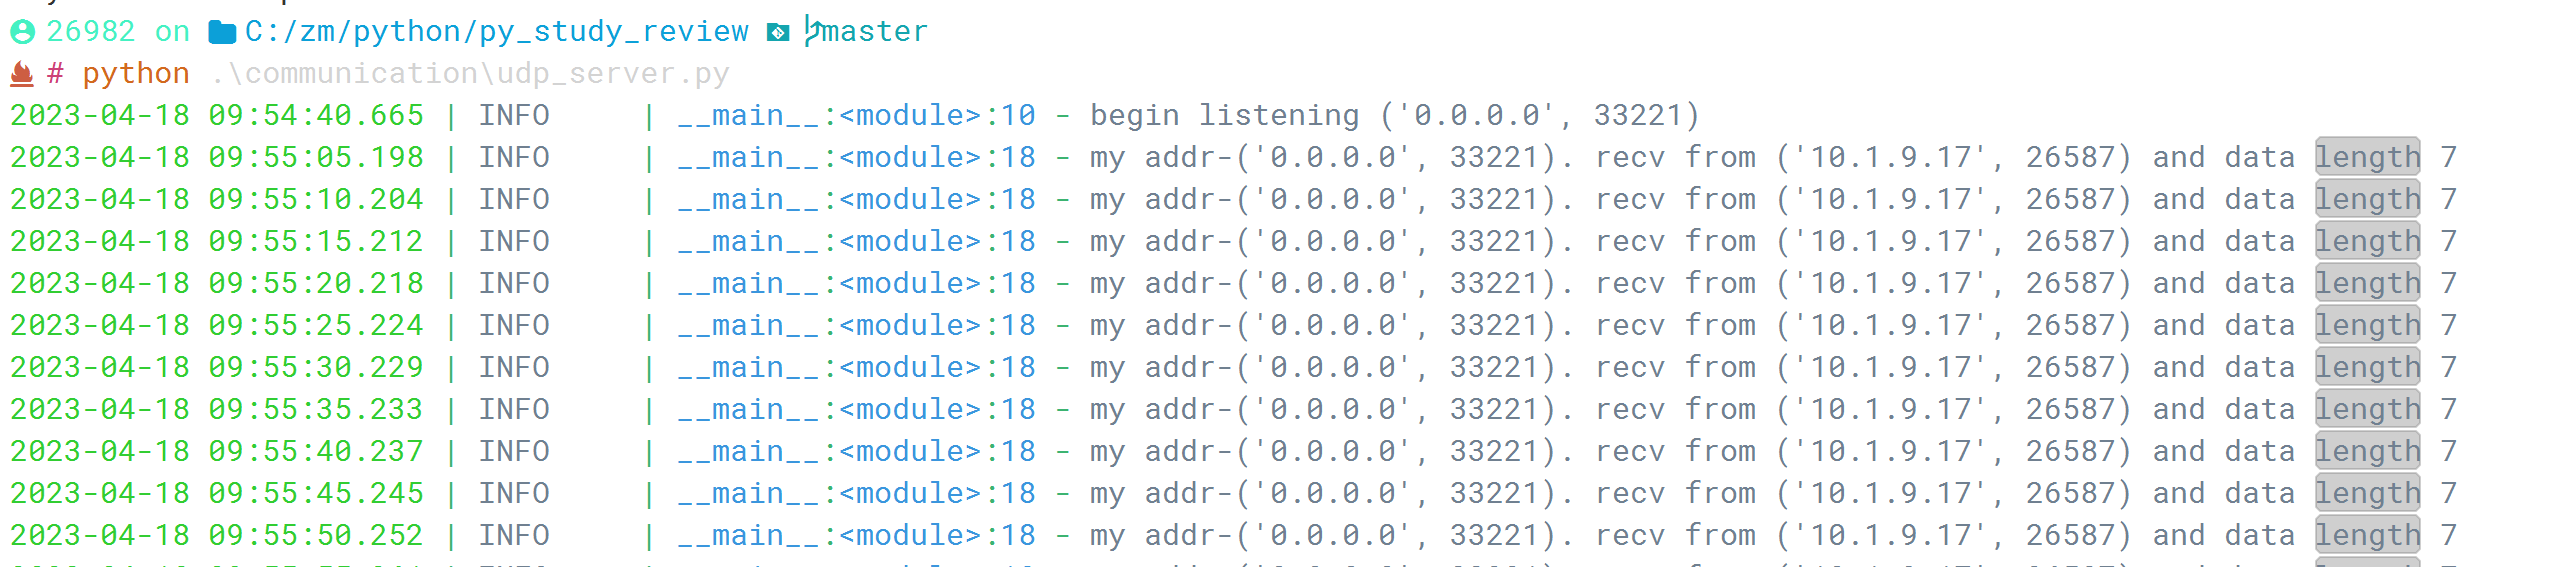 26982 on C:/zm/python/py_study_review master
# python .\communication\udp_server.py
2023-04-18 09:54:40.665 | INFO     | __main__:<module>:10 - begin listening ('0.0.0.0', 33221)
2023-04-18 09:55:05.198 | INFO     | __main__:<module>:18 - my addr-('0.0.0.0', 33221). recv from ('10.1.9.17', 26587) and data length 7
2023-04-18 09:55:10.204 | INFO     | __main__:<module>:18 - my addr-('0.0.0.0', 33221). recv from ('10.1.9.17', 26587) and data length 7
2023-04-18 09:55:15.212 | INFO     | __main__:<module>:18 - my addr-('0.0.0.0', 33221). recv from ('10.1.9.17', 26587) and data length 7
2023-04-18 09:55:20.218 | INFO     | __main__:<module>:18 - my addr-('0.0.0.0', 33221). recv from ('10.1.9.17', 26587) and data length 7
2023-04-18 09:55:25.224 | INFO     | __main__:<module>:18 - my addr-('0.0.0.0', 33221). recv from ('10.1.9.17', 26587) and data length 7
2023-04-18 09:55:30.229 | INFO     | __main__:<module>:18 - my addr-('0.0.0.0', 33221). recv from ('10.1.9.17', 26587) and data length 7
2023-04-18 09:55:35.233 | INFO     | __main__:<module>:18 - my addr-('0.0.0.0', 33221). recv from ('10.1.9.17', 26587) and data length 7
2023-04-18 09:55:40.237 | INFO     | __main__:<module>:18 - my addr-('0.0.0.0', 33221). recv from ('10.1.9.17', 26587) and data length 7
2023-04-18 09:55:45.245 | INFO     | __main__:<module>:18 - my addr-('0.0.0.0', 33221). recv from ('10.1.9.17', 26587) and data length 7
2023-04-18 09:55:50.252 | INFO     | __main__:<module>:18 - my addr-('0.0.0.0', 33221). recv from ('10.1.9.17', 26587) and data length 7